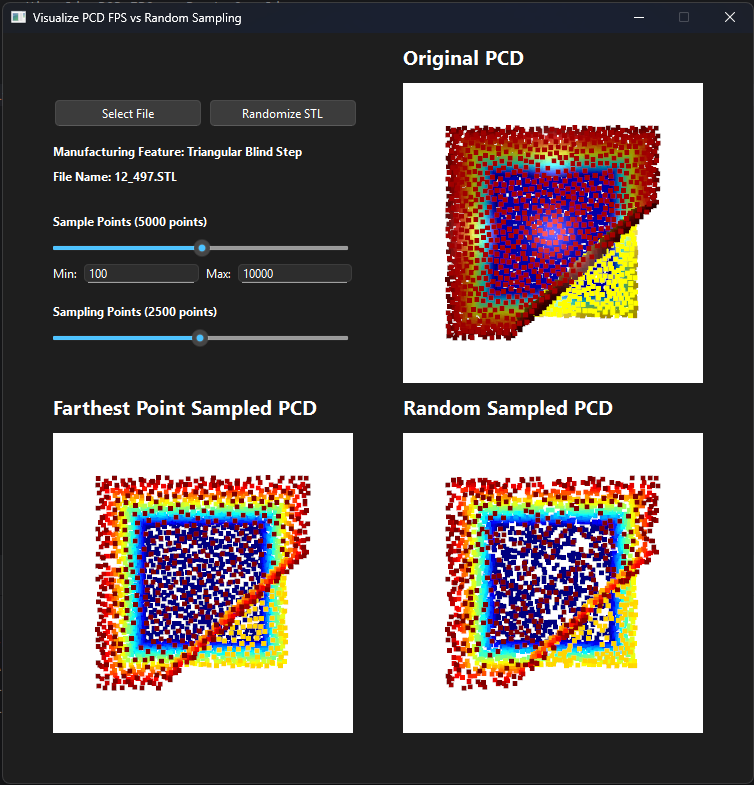 Visualize PCD FPS vs Random Sampling
Original PCD
Select File
Randomize STL
Manufacturing Feature: Triangular Blind Step
File Name: 12_497.STL
Sample Points (5000 points)
Min: 100 Max: 10000
Sampling Points (2500 points)
Farthest Point Sampled PCD
Random Sampled PCD